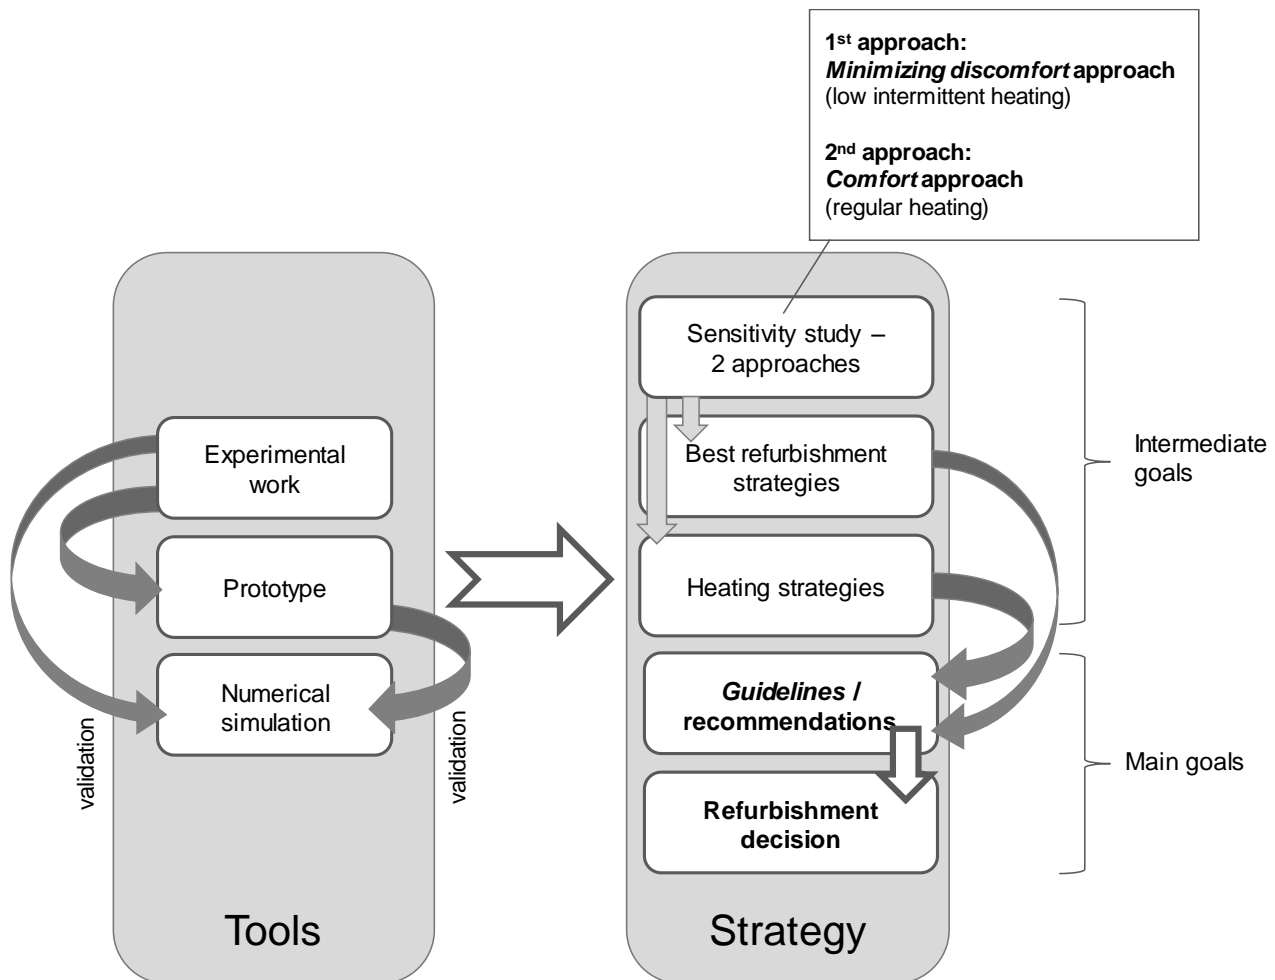 1st approach:
Minimizing discomfort approach
(low intermittent heating)
2nd approach:
Comfort approach
(regular heating)
Sensitivity study –
2 approaches
Experimental
work
Best refurbishment
strategies
Intermediate
goals
Prototype
Heating strategies
Numerical
simulation
validation
validation
Guidelines /
recommendations
Main goals
Refurbishment
decision
Tools
Strategy